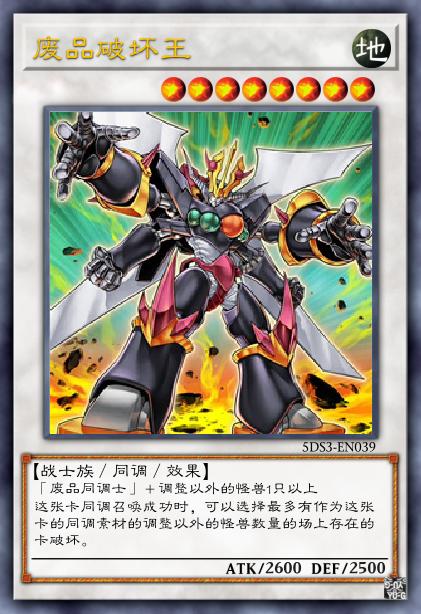 废品破坏王
地
5DS3-EN039
【战士族／同调／效果】
「废品同调士」＋调整以外的怪兽1只以上
这张卡同调召唤成功时，可以选择最多有作为这张
卡的同调素材的调整以外的怪兽数量的场上存在的
卡破坏。
ATK/2600 DEF/2500